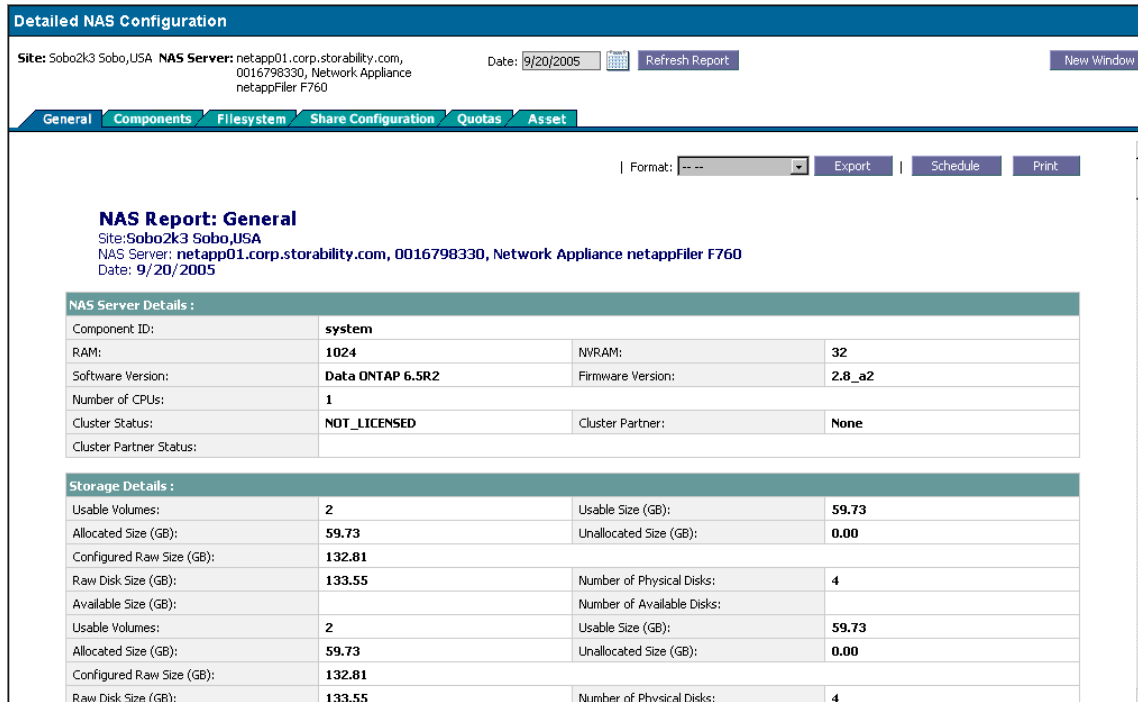 Detailed NAS Configuration
Site: Sobo2k3 Sobo,USA NAS Server: netapp01.corp.storability.com, 0016798330, Network Appliance netappFiler F760
Date: 9/20/2005 Refresh Report New Window
General Components Filesystem Share Configuration Quotas Asset
| Format: -- -- Export | Schedule Print
NAS Report: General
Site:Sobo2k3 Sobo,USA
NAS Server: netapp01.corp.storability.com, 0016798330, Network Appliance netappFiler F760
Date: 9/20/2005
NAS Server Details :
Component ID: system
RAM: 1024 NVRAM: 32
Software Version: Data ONTAP 6.5R2 Firmware Version: 2.8_a2
Number of CPUs: 1
Cluster Status: NOT_LICENSED Cluster Partner: None
Cluster Partner Status:
Storage Details :
Usable Volumes: 2 Usable Size (GB): 59.73
Allocated Size (GB): 59.73 Unallocated Size (GB): 0.00
Configured Raw Size (GB): 132.81
Raw Disk Size (GB): 133.55 Number of Physical Disks: 4
Available Size (GB): Number of Available Disks:
Usable Volumes: 2 Usable Size (GB): 59.73
Allocated Size (GB): 59.73 Unallocated Size (GB): 0.00
Configured Raw Size (GB): 132.81
Raw Disk Size (GB): 133.55 Number of Physical Disks: 4